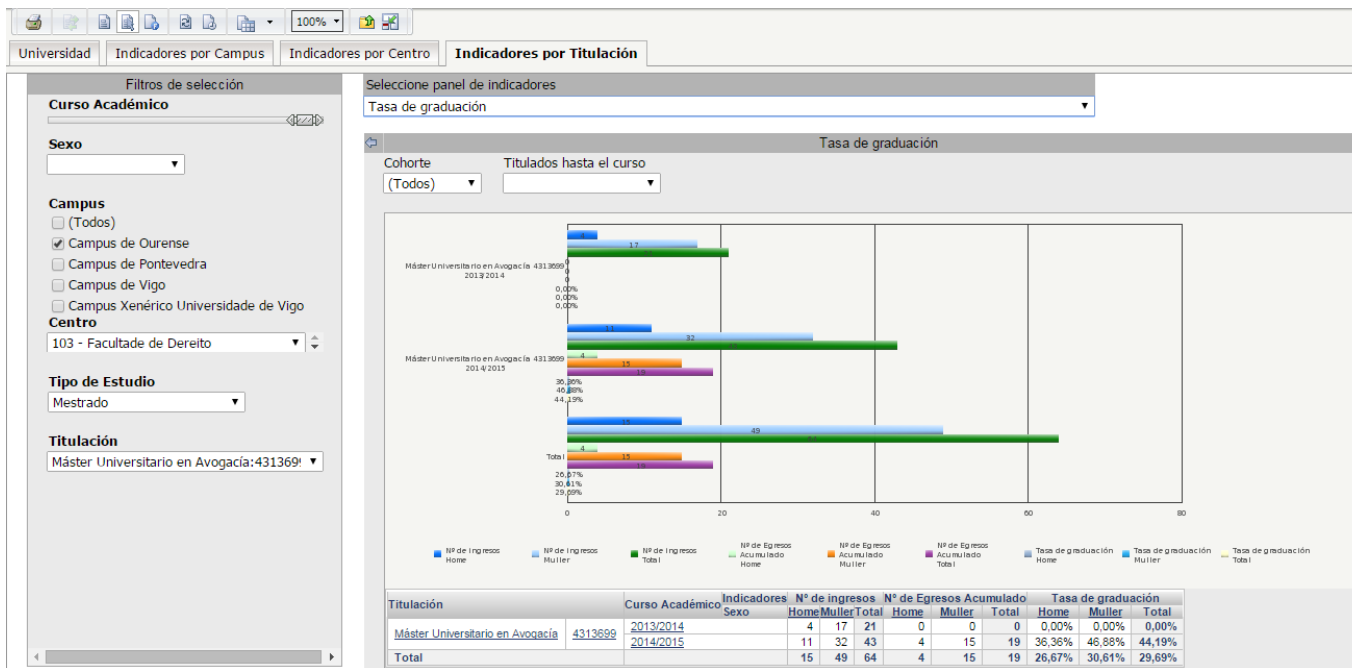 100%
Universidad Indicadores por Campus Indicadores por Centro Indicadores por Titulación
Filtros de selección
Curso Académico
Sexo
Campus
(Todos)
Campus de Ourense
Campus de Pontevedra
Campus de Vigo
Campus Xenérico Universidade de Vigo
Centro
103 - Facultade de Dereito
Tipo de Estudio
Mestrado
Titulación
Máster Universitario en Avogacía:4313699
Seleccione panel de indicadores
Tasa de graduación
Tasa de graduación
Cohorte Titulados hasta el curso
(Todos)
4
17
Máster Universitario en Avogacía 4313699
2013/2014
0
0
0
0,00%
0,00%
0,00%
11
32
43
Máster Universitario en Avogacía 4313699
2014/2015
4
15
19
36,36%
46,88%
44,19%
15
49
64
Total
4
15
19
26,67%
30,61%
29,69%
0 20 40 60 80
Nº de Ingresos Home
Nº de Ingresos Muller
Nº de Ingresos Total
Nº de Egresos Acumulado Home
Nº de Egresos Acumulado Muller
Nº de Egresos Acumulado Total
Tasa de graduación Home
Tasa de graduación Muller
Tasa de graduación Total
Titulación Curso Académico Indicadores Nº de ingresos Nº de Egresos Acumulado Tasa de graduación
Sexo Home Muller Total Home Muller Total Home Muller Total
Máster Universitario en Avogacía 4313699 2013/2014 4 17 21 0 0 0 0,00% 0,00% 0,00%
2014/2015 11 32 43 4 15 19 36,36% 46,88% 44,19%
Total 15 49 64 4 15 19 26,67% 30,61% 29,69%